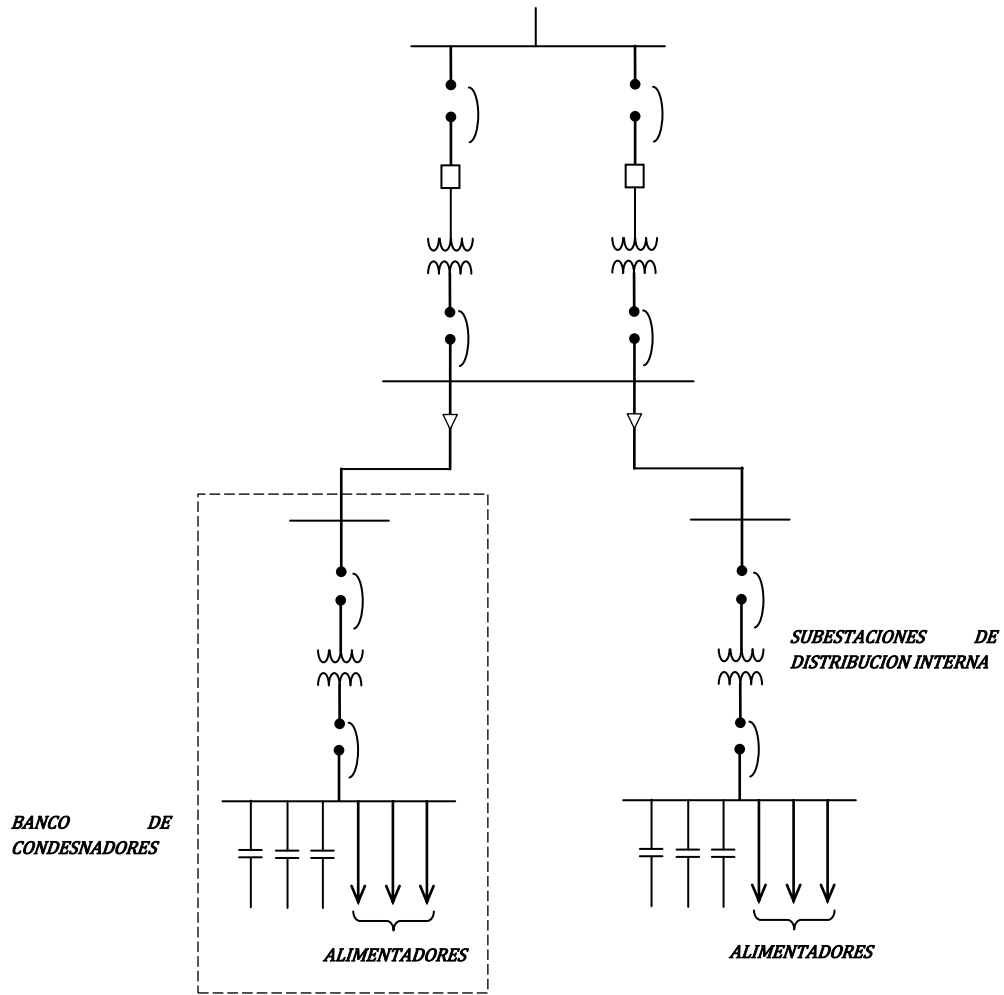 SUBESTACIONES DE
DISTRIBUCION INTERNA
BANCO DE
CONDESNADORES
ALIMENTADORES
ALIMENTADORES